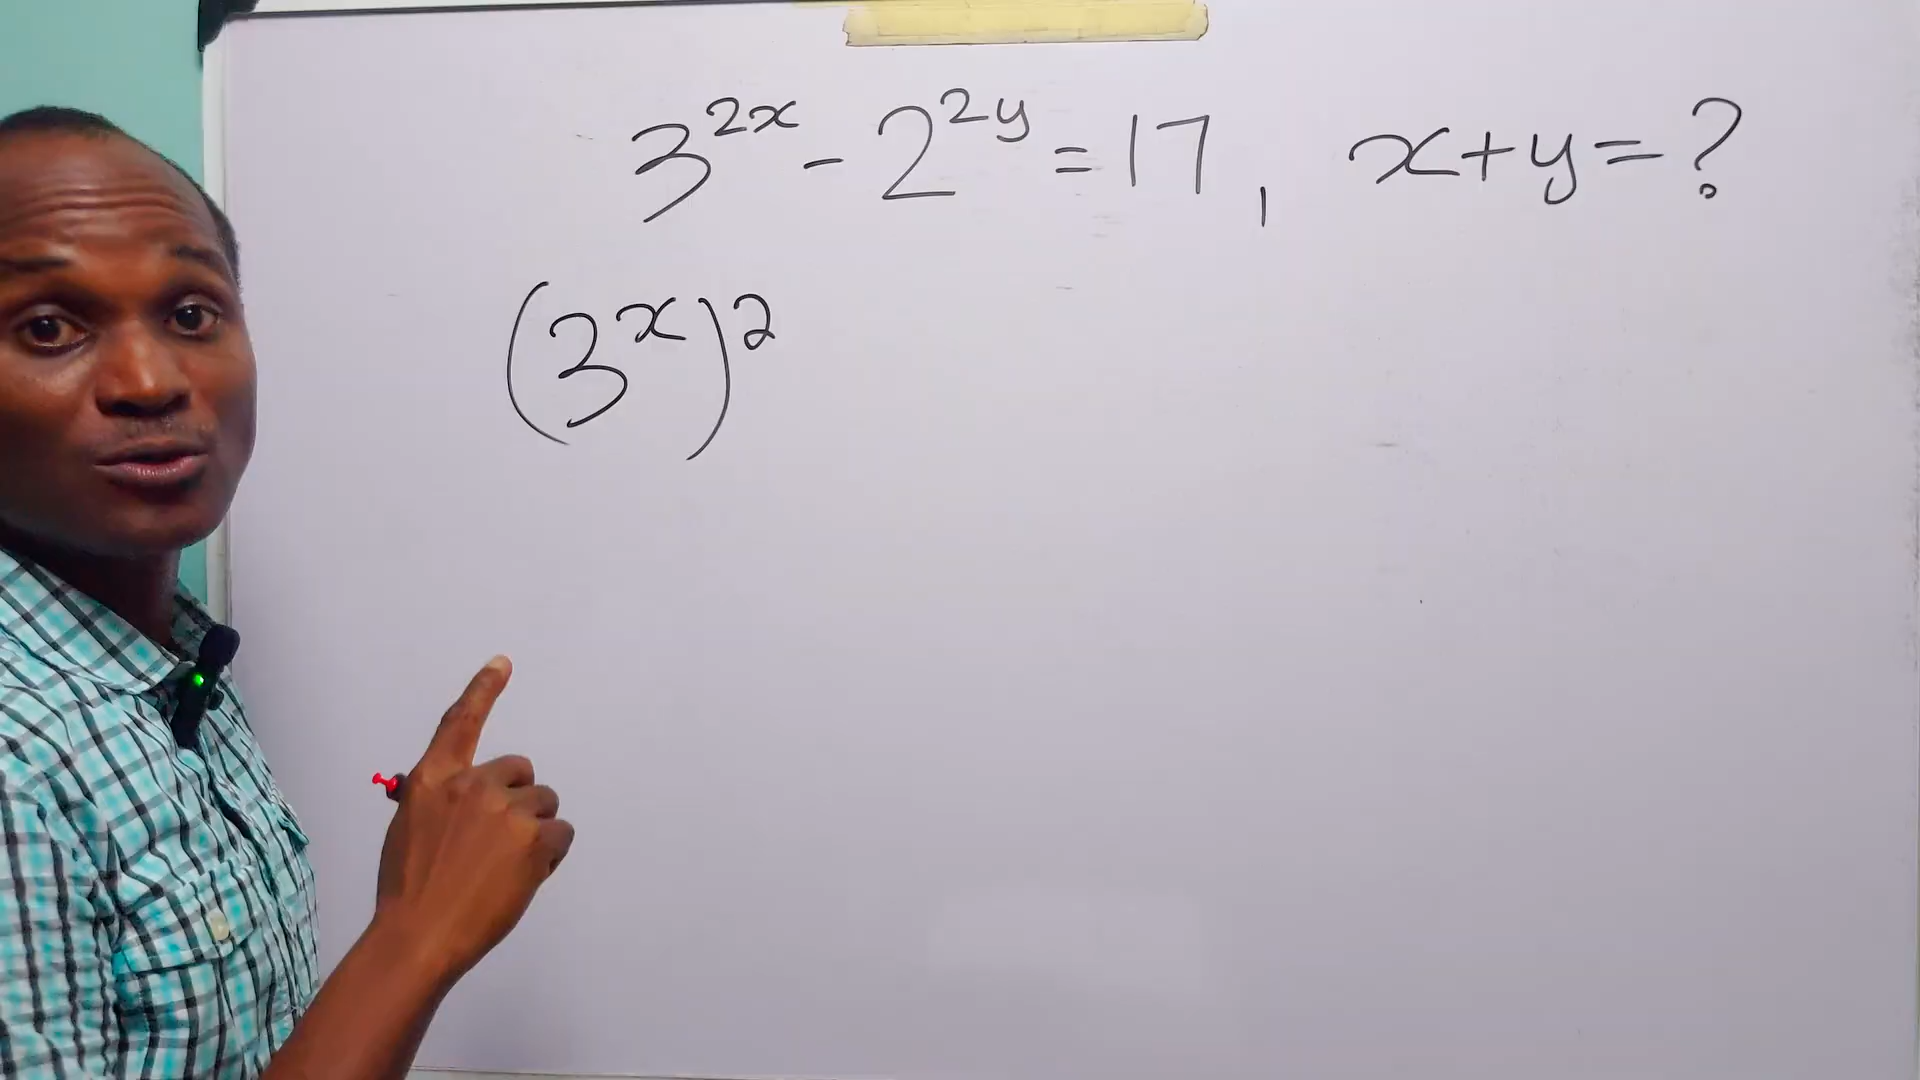 3^{2x} - 2^{2y} = 17, x + y = ?
(3^x)^2